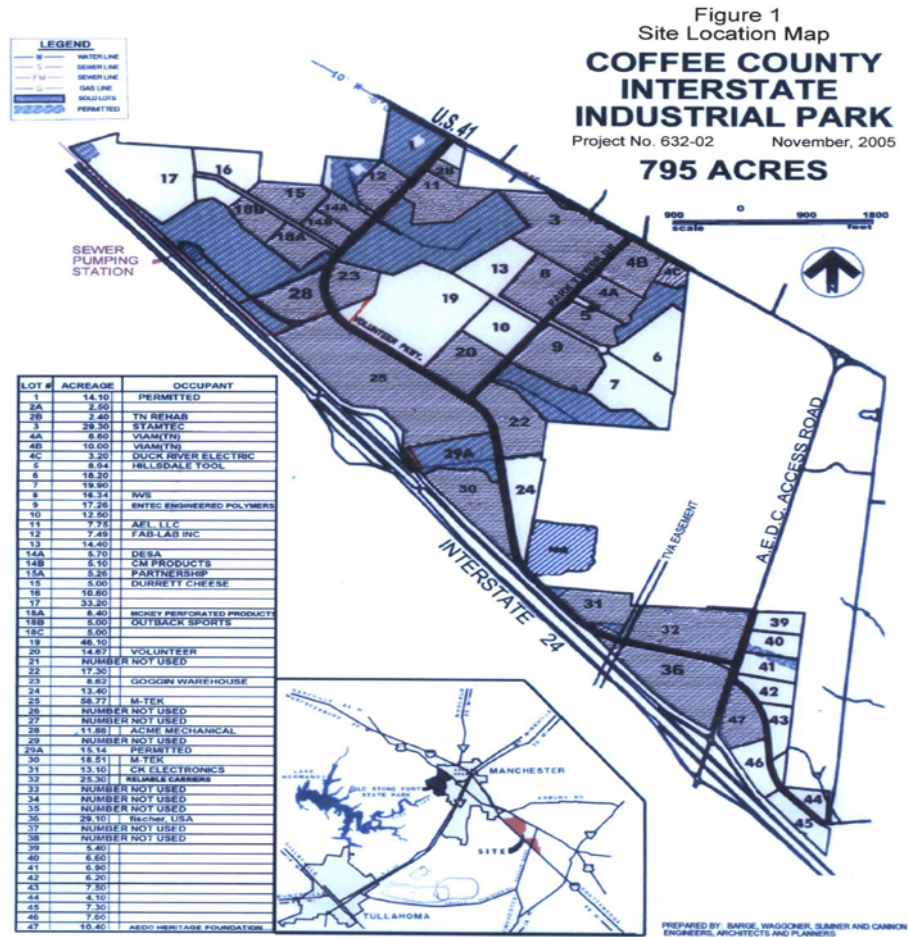 Figure 1
Site Location Map
COFFEE COUNTY
INTERSTATE
INDUSTRIAL PARK
Project No. 632-02 November, 2005
795 ACRES
900 0 900 1800
scale feet
LEGEND
W WATER LINE
S SEWER LINE
FM SEWER LINE
G GAS LINE
SOLD LOTS
PERMITTED
U.S. 41
17
16
15
12
1
2B
11
14A
14B
18B
18A
3
SEWER
PUMPING
STATION
28
23
13
8
4B
4C
4A
5
19
10
9
6
7
20
VOLUNTEER PKWY.
25
22
29A
30
24
INTERSTATE 24
TVA EASEMENT
A.E.D.C. ACCESS ROAD
31
32
36
39
40
41
42
43
47
46
44
45
LOT # ACREAGE OCCUPANT
1 14.10 PERMITTED
2A 2.50
2B 2.40 TN REHAB
3 29.30 STAMTEC
4A 8.60 VIAM(TN)
4B 10.00 VIAM(TN)
4C 3.20 DUCK RIVER ELECTRIC
5 8.94 HILLSDALE TOOL
6 18.20
7 19.90
8 16.34 IWS
9 17.26 ENTEC ENGINEERED POLYMERS
10 12.50
11 7.75 AEL, LLC
12 7.49 FAB-LAB INC
13 14.40
14A 5.70 DESA
14B 5.10 CM PRODUCTS
15A 5.26 PARTNERSHIP
15 5.00 DURRETT CHEESE
16 10.60
17 33.20
18A 8.40 MCKEY PERFORATED PRODUCTS
18B 5.00 OUTBACK SPORTS
18C 5.00
19 46.10
20 14.67 VOLUNTEER
21 NUMBER NOT USED
22 17.30
23 8.62 GOGGIN WAREHOUSE
24 13.40
25 58.77 M-TEK
26 NUMBER NOT USED
27 NUMBER NOT USED
28 11.88 ACME MECHANICAL
29 NUMBER NOT USED
29A 15.14 PERMITTED
30 18.51 M-TEK
31 13.10 CK ELECTRONICS
32 25.30 RELIABLE CARRIERS
33 NUMBER NOT USED
34 NUMBER NOT USED
35 NUMBER NOT USED
36 29.10 fischer, USA
37 NUMBER NOT USED
38 NUMBER NOT USED
39 5.40
40 6.60
41 6.90
42 6.20
43 7.50
44 4.10
45 7.30
46 7.60
47 10.40 AEDC HERITAGE FOUNDATION
MANCHESTER
OLD STONE FORT
STATE PARK
LAKE
SITE
TULLAHOMA
PREPARED BY: BARGE, WAGGONER, SUMNER AND CANNON
ENGINEERS, ARCHITECTS AND PLANNERS